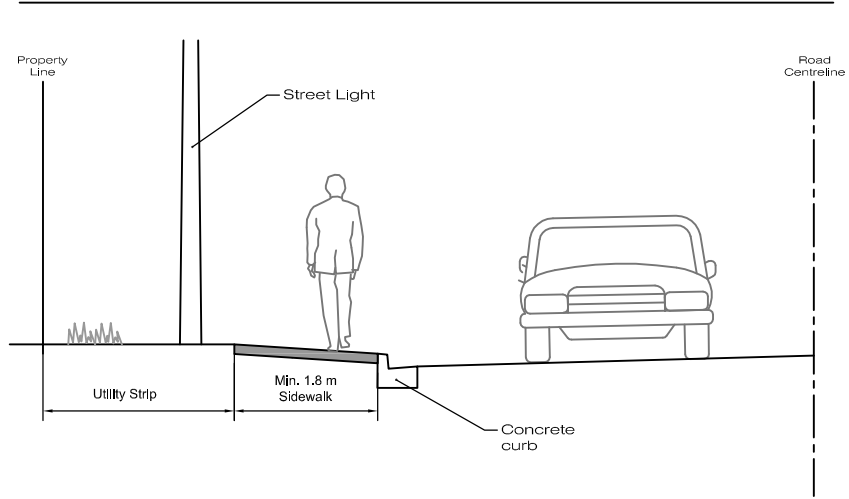 Property
Line
Road
Centreline
Street Light
Utility Strip
Min. 1.8 m
Sidewalk
Concrete
curb